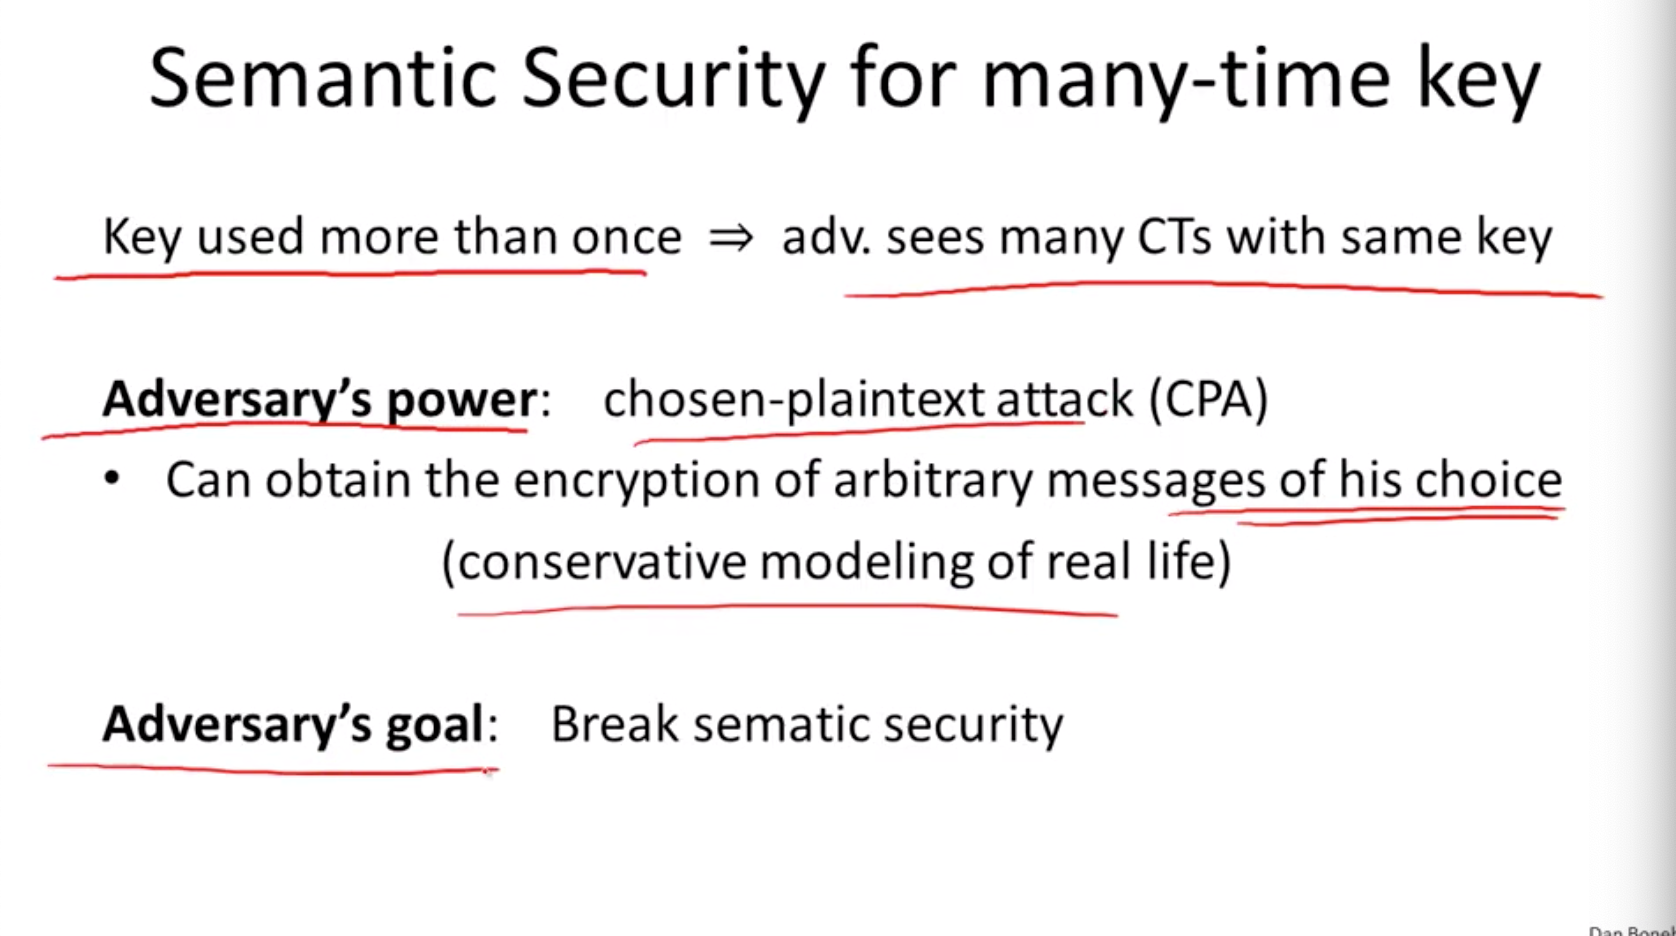 Semantic Security for many-time key
Key used more than once ⇒ adv. sees many CTs with same key
Adversary's power: chosen-plaintext attack (CPA)
• Can obtain the encryption of arbitrary messages of his choice
(conservative modeling of real life)
Adversary's goal: Break sematic security
Dan